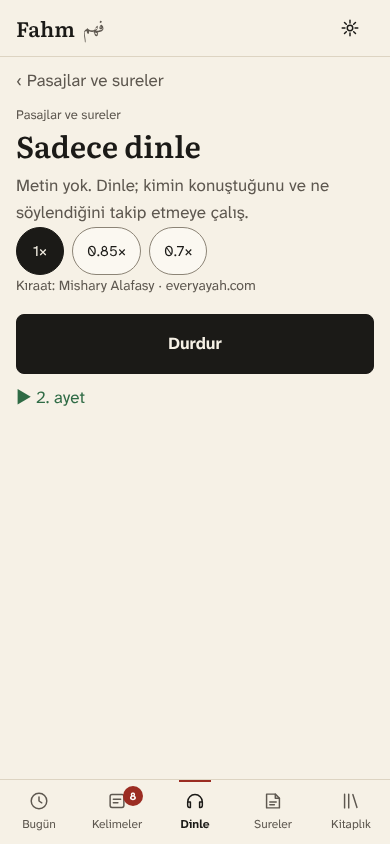 Fahm فهم
‹ Pasajlar ve sureler
Pasajlar ve sureler
Sadece dinle
Metin yok. Dinle; kimin konuştuğunu ve ne
söylendiğini takip etmeye çalış.
1× 0.85× 0.7×
Kıraat: Mishary Alafasy · everyayah.com
Durdur
▶ 2. ayet
8
Bugün Kelimeler Dinle Sureler Kitaplık